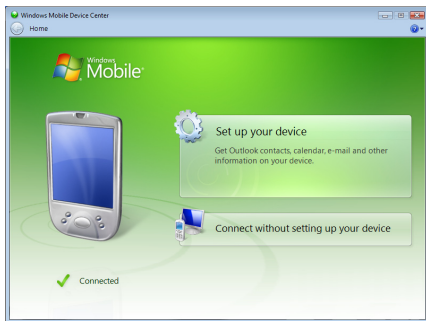 Windows Mobile Device Center
Home
Windows
Mobile
Set up your device
Get Outlook contacts, calendar, e-mail and other
information on your device.
Connect without setting up your device
Connected